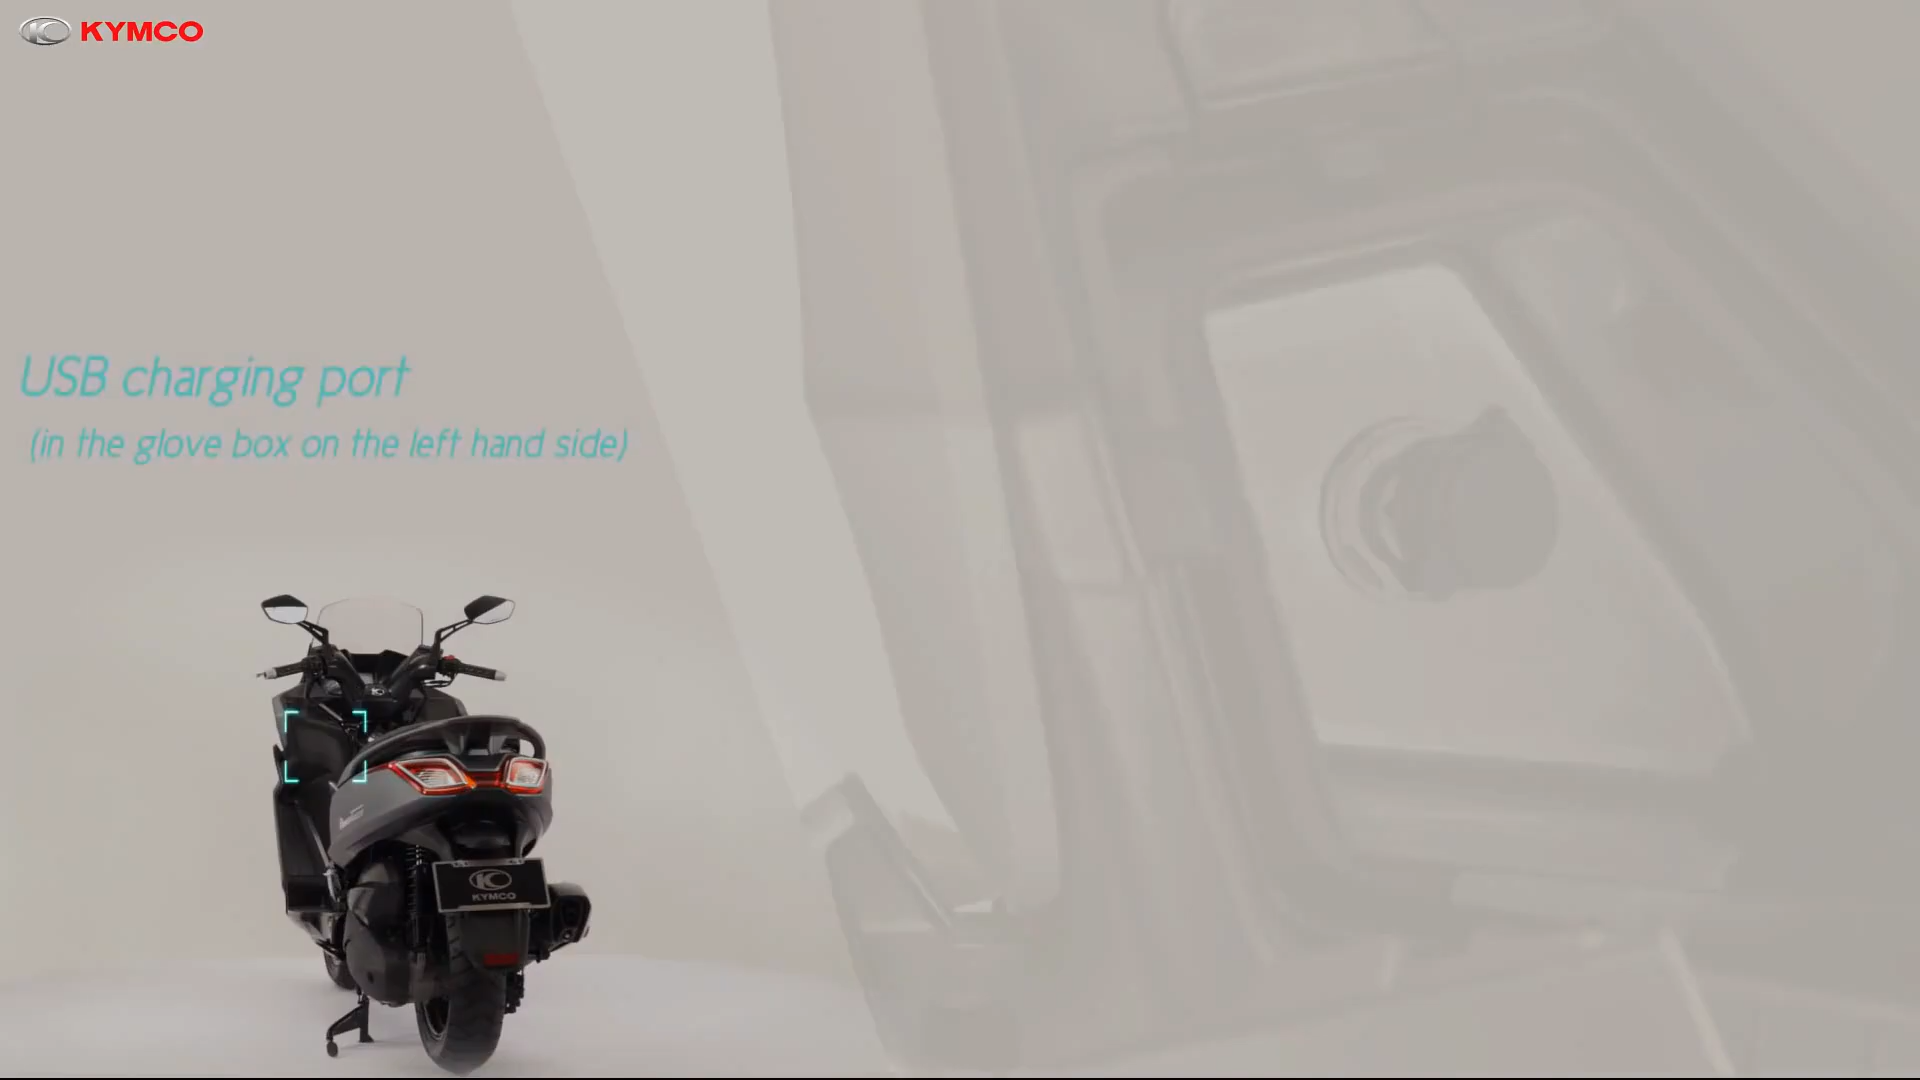 KYMCO
USB charging port
(in the glove box on the left hand side)
KYMCO